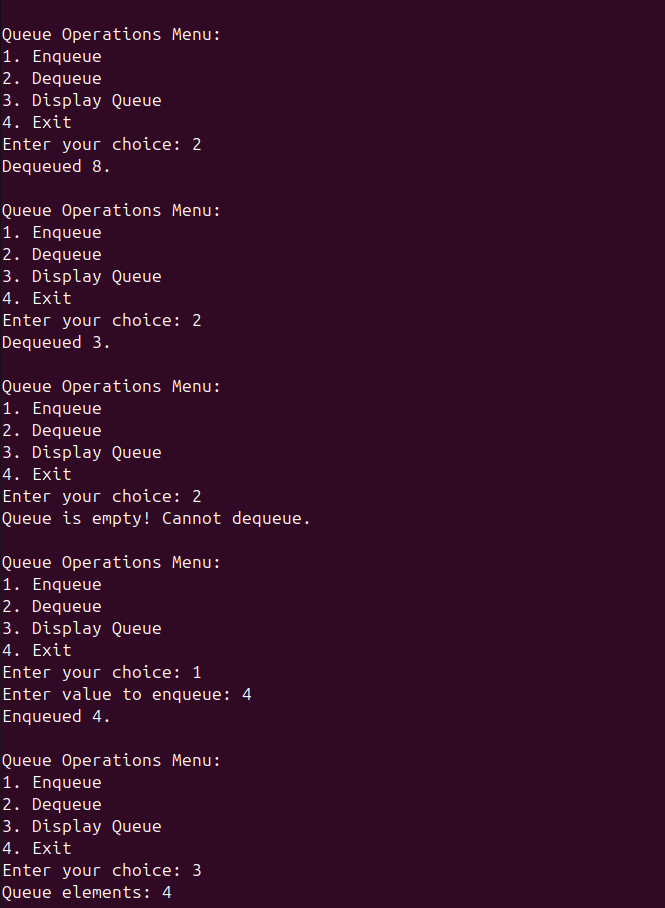 Queue Operations Menu:
1. Enqueue
2. Dequeue
3. Display Queue
4. Exit
Enter your choice: 2
Dequeued 8.
Queue Operations Menu:
1. Enqueue
2. Dequeue
3. Display Queue
4. Exit
Enter your choice: 2
Dequeued 3.
Queue Operations Menu:
1. Enqueue
2. Dequeue
3. Display Queue
4. Exit
Enter your choice: 2
Queue is empty! Cannot dequeue.
Queue Operations Menu:
1. Enqueue
2. Dequeue
3. Display Queue
4. Exit
Enter your choice: 1
Enter value to enqueue: 4
Enqueued 4.
Queue Operations Menu:
1. Enqueue
2. Dequeue
3. Display Queue
4. Exit
Enter your choice: 3
Queue elements: 4